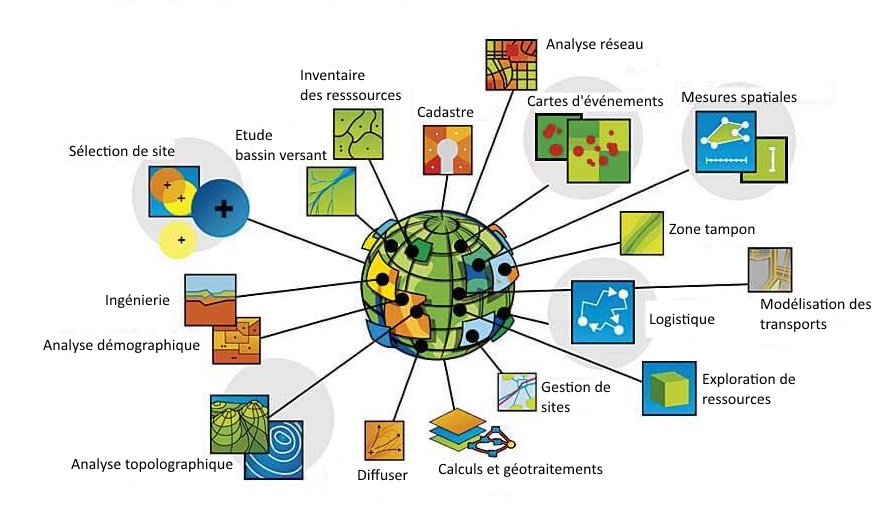 Analyse réseau
Inventaire
des resssources
Cadastre
Cartes d'événements
Mesures spatiales
Etude
bassin versant
Sélection de site
Zone tampon
Ingénierie
Modélisation des
transports
Logistique
Analyse démographique
Gestion de
sites
Exploration de
ressources
Analyse topolographique
Diffuser
Calculs et géotraitements